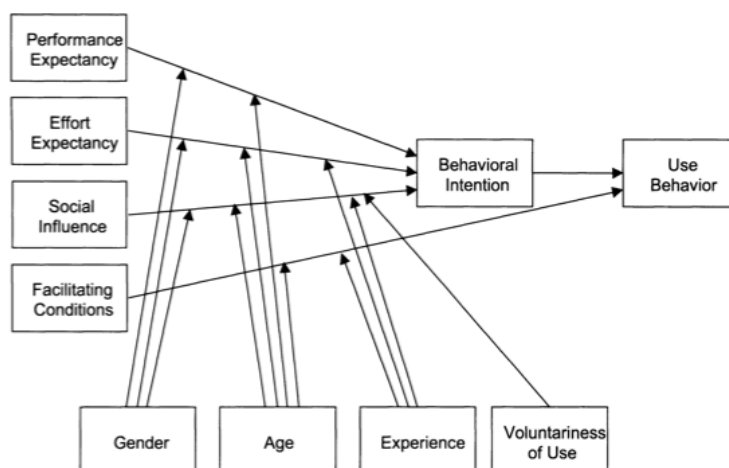 Performance
Expectancy
Effort
Expectancy
Social
Influence
Facilitating
Conditions
Behavioral
Intention
Use
Behavior
Gender
Age
Experience
Voluntariness
of Use